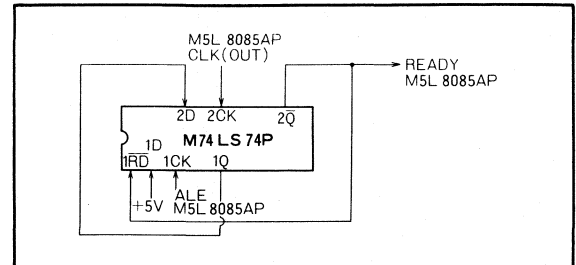 M5L 8085AP
CLK(OUT)
READY
M5L 8085AP
2D 2CK 2Q̅
M74 LS 74P
1D
1R̅D̅ 1CK 1Q
+5V
ALE
M5L 8085AP